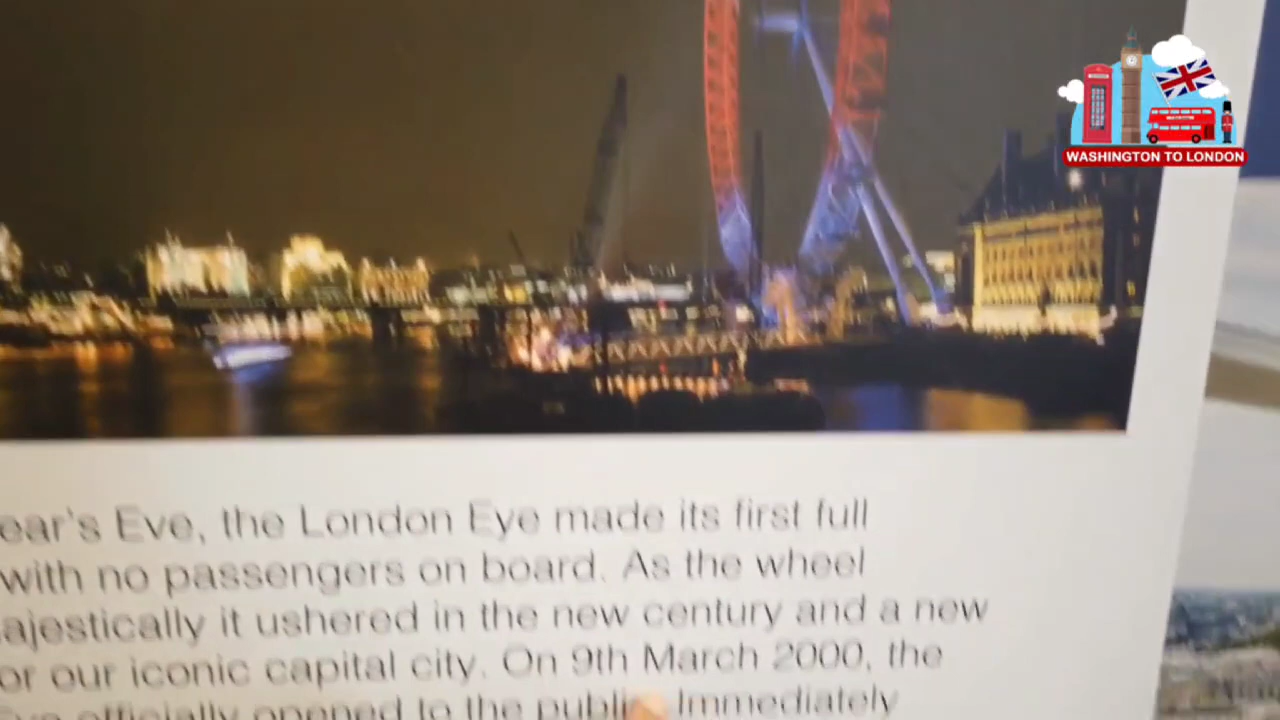 WASHINGTON TO LONDON
ear's Eve, the London Eye made its first full
with no passengers on board. As the wheel
ajestically it ushered in the new century and a new
or our iconic capital city. On 9th March 2000, the
officially opened to the public. Immediately